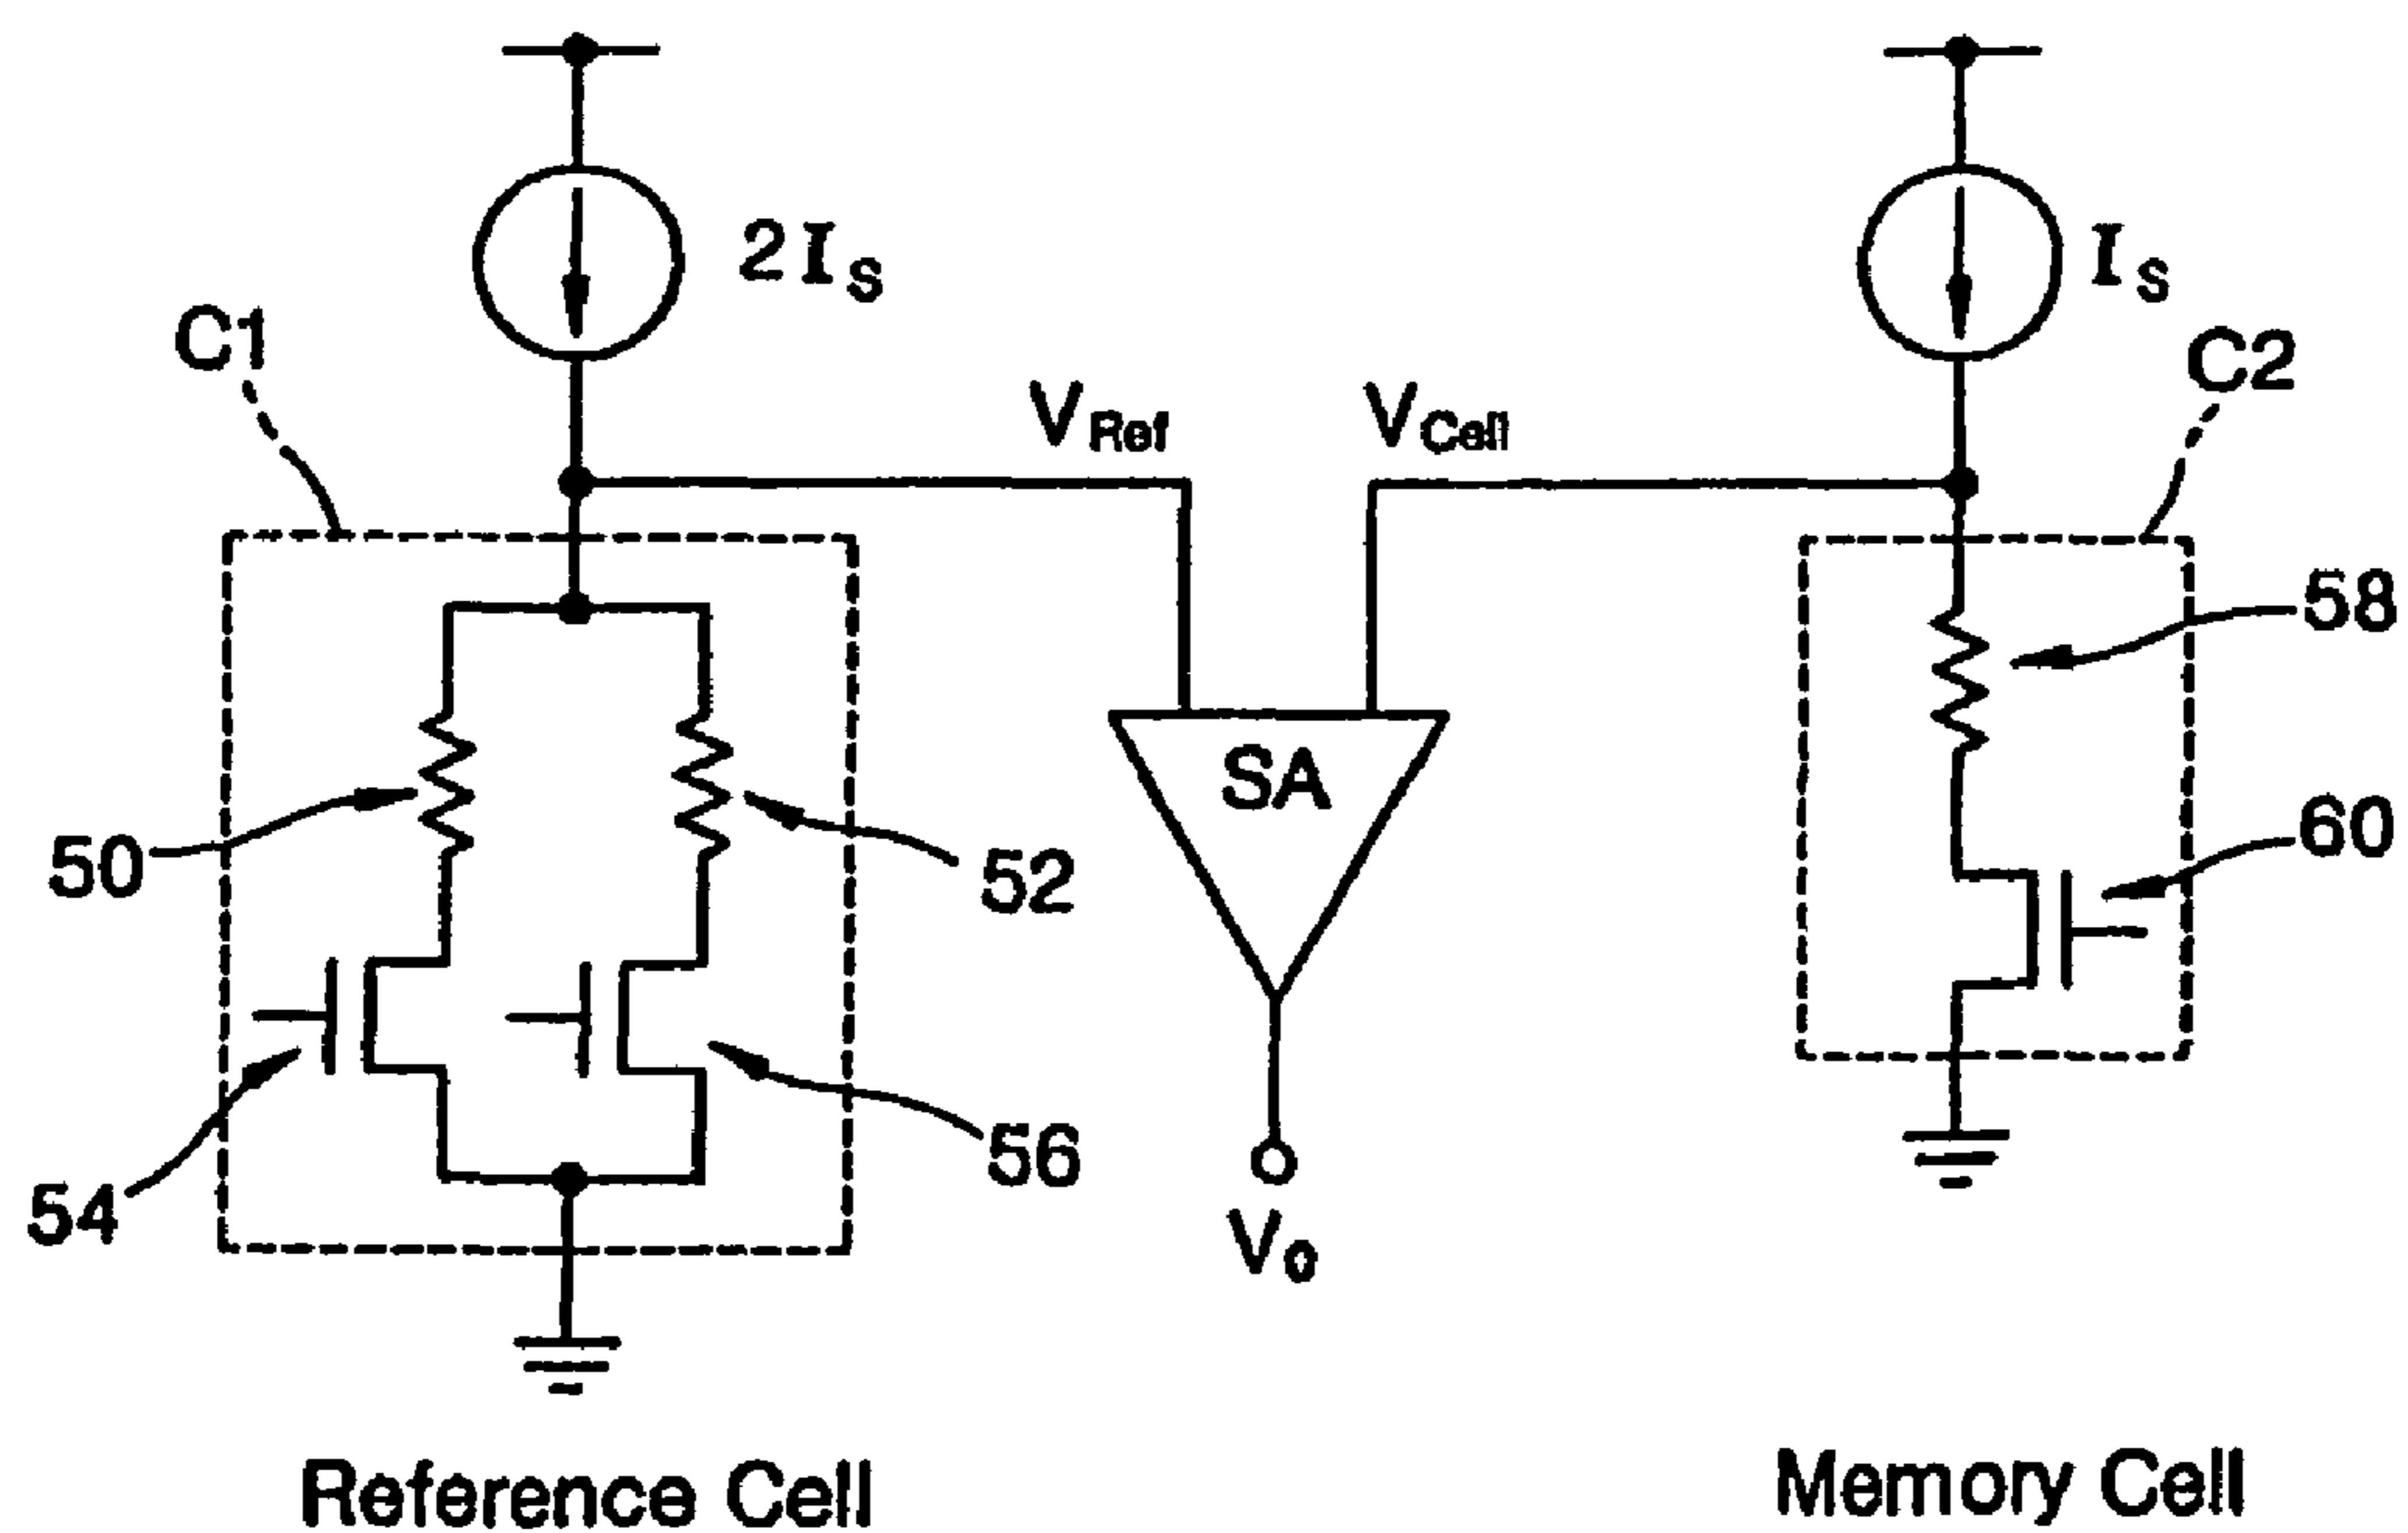 2Is
Is
C1
C2
VRef
VCell
58
SA
50
52
60
54
56
Vo
Reference Cell
Memory Cell